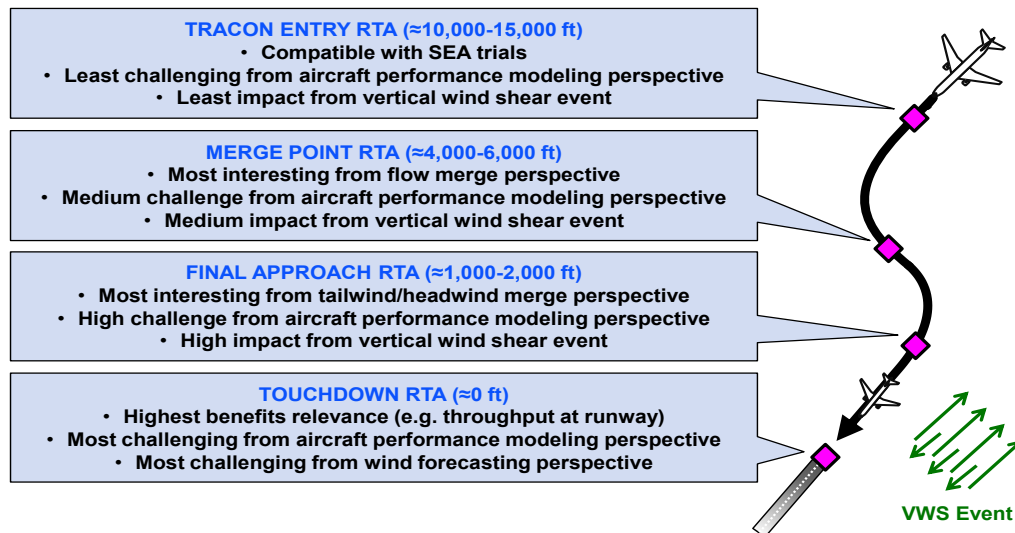 TRACON ENTRY RTA (≈10,000-15,000 ft)
• Compatible with SEA trials
• Least challenging from aircraft performance modeling perspective
• Least impact from vertical wind shear event
MERGE POINT RTA (≈4,000-6,000 ft)
• Most interesting from flow merge perspective
• Medium challenge from aircraft performance modeling perspective
• Medium impact from vertical wind shear event
FINAL APPROACH RTA (≈1,000-2,000 ft)
• Most interesting from tailwind/headwind merge perspective
• High challenge from aircraft performance modeling perspective
• High impact from vertical wind shear event
TOUCHDOWN RTA (≈0 ft)
• Highest benefits relevance (e.g. throughput at runway)
• Most challenging from aircraft performance modeling perspective
• Most challenging from wind forecasting perspective
VWS Event